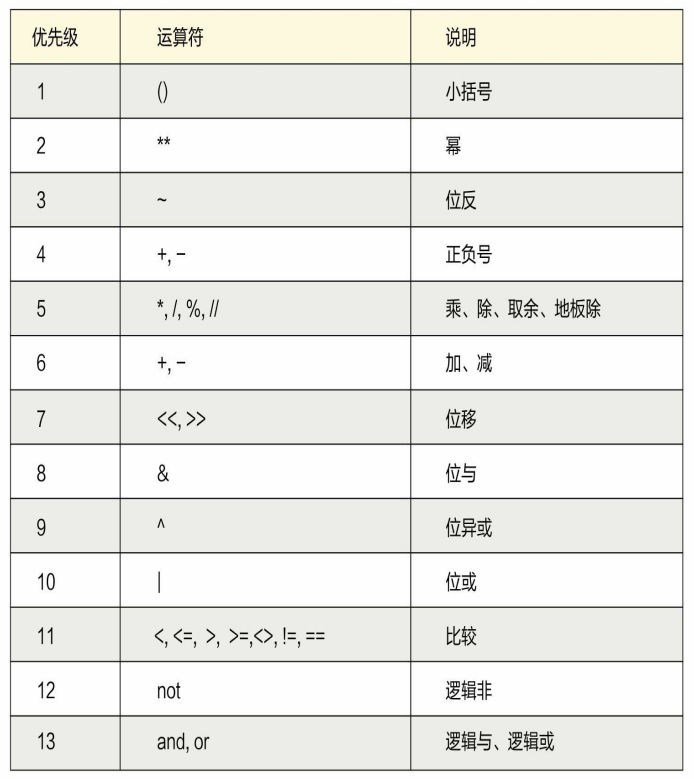 优先级 运算符 说明
1 () 小括号
2 ** 幂
3 ~ 位反
4 +, − 正负号
5 *, /, %, // 乘、除、取余、地板除
6 +, − 加、减
7 <<, >> 位移
8 & 位与
9 ^ 位异或
10 | 位或
11 <, <=, >, >=,<>, !=, == 比较
12 not 逻辑非
13 and, or 逻辑与、逻辑或